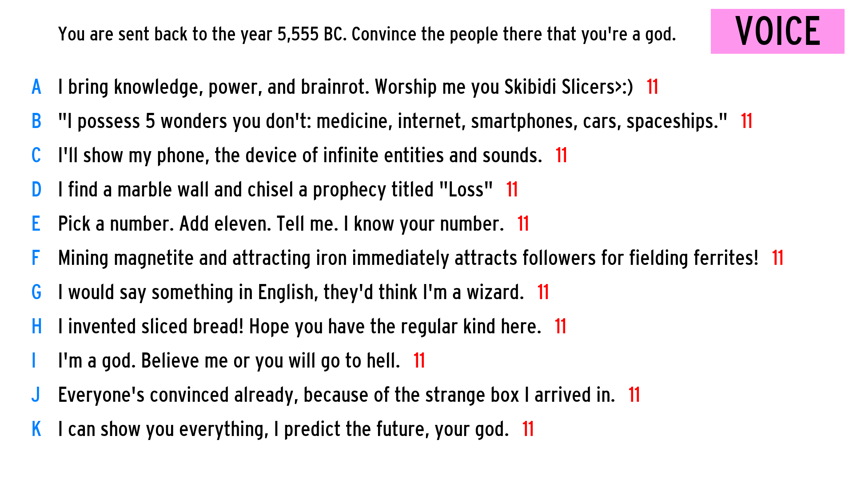 You are sent back to the year 5,555 BC. Convince the people there that you're a god.
VOICE
A I bring knowledge, power, and brainrot. Worship me you Skibidi Slicers>:) 11
B "I possess 5 wonders you don't: medicine, internet, smartphones, cars, spaceships." 11
C I'll show my phone, the device of infinite entities and sounds. 11
D I find a marble wall and chisel a prophecy titled "Loss" 11
E Pick a number. Add eleven. Tell me. I know your number. 11
F Mining magnetite and attracting iron immediately attracts followers for fielding ferrites! 11
G I would say something in English, they'd think I'm a wizard. 11
H I invented sliced bread! Hope you have the regular kind here. 11
I I'm a god. Believe me or you will go to hell. 11
J Everyone's convinced already, because of the strange box I arrived in. 11
K I can show you everything, I predict the future, your god. 11